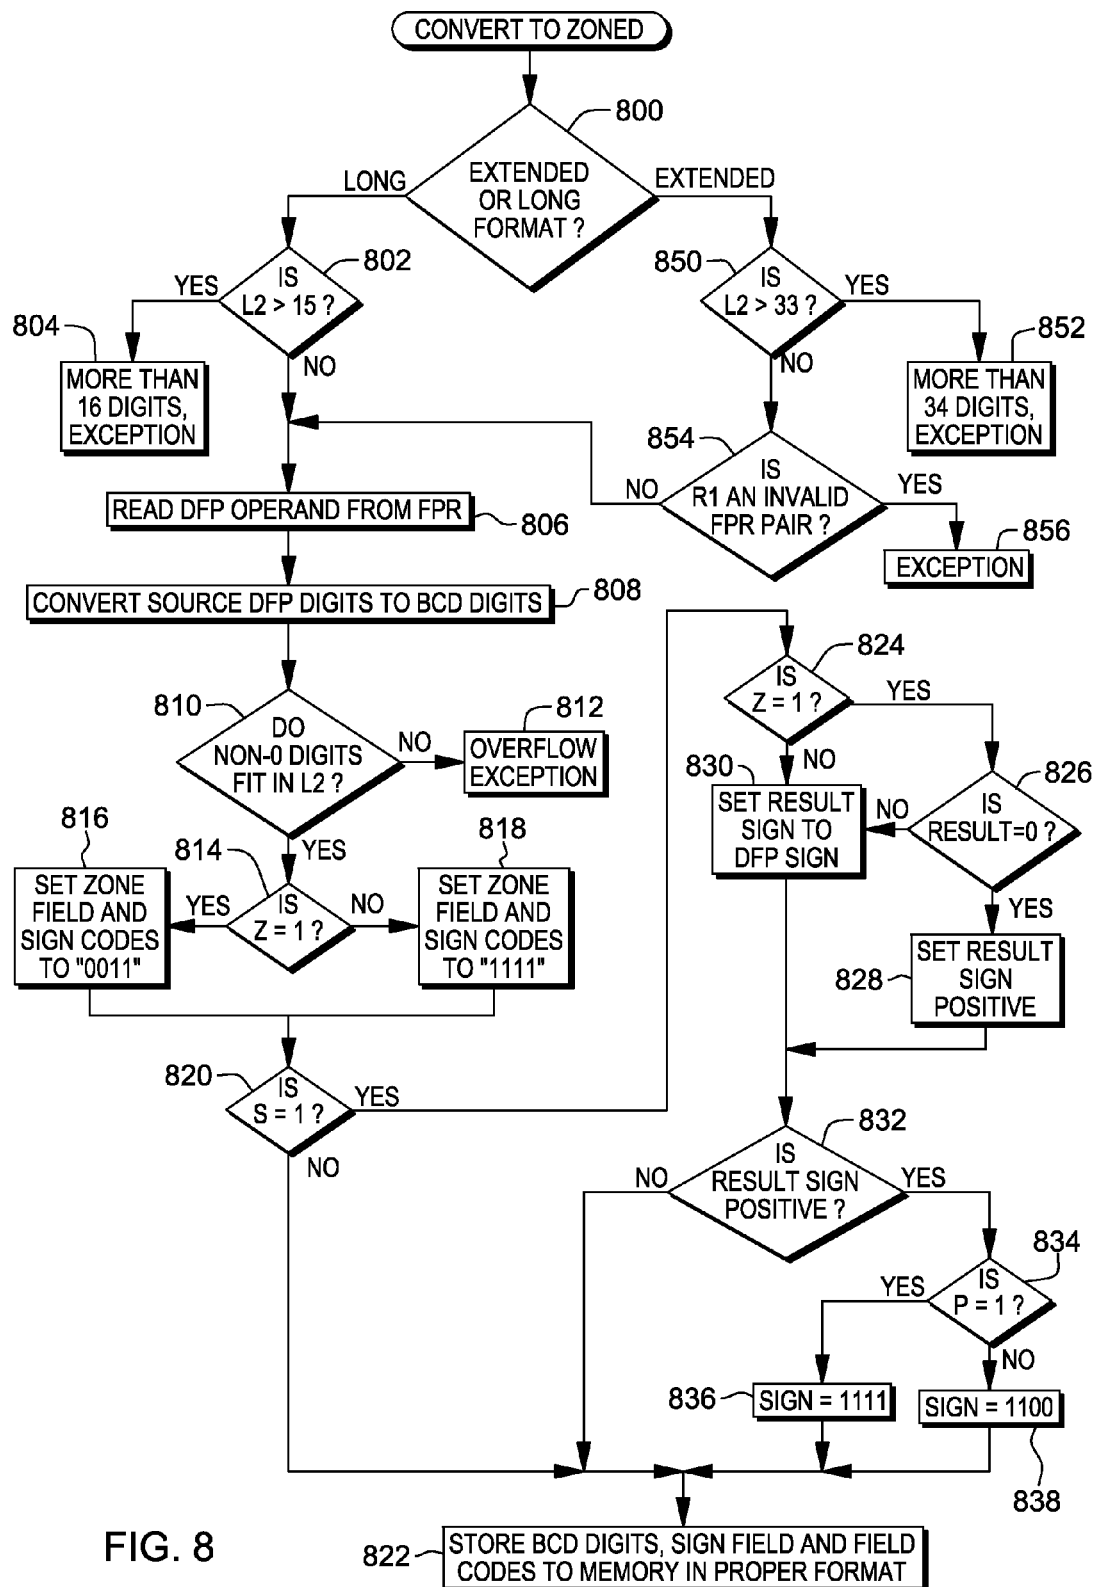 CONVERT TO ZONED
800
EXTENDED
OR LONG
FORMAT ?
LONG
EXTENDED
802
IS
L2 > 15 ?
YES
NO
804
MORE THAN
16 DIGITS,
EXCEPTION
850
IS
L2 > 33 ?
YES
NO
852
MORE THAN
34 DIGITS,
EXCEPTION
854
IS
R1 AN INVALID
FPR PAIR ?
NO
YES
856
EXCEPTION
READ DFP OPERAND FROM FPR
806
CONVERT SOURCE DFP DIGITS TO BCD DIGITS
808
810
DO
NON-0 DIGITS
FIT IN L2 ?
NO
812
OVERFLOW
EXCEPTION
YES
814
IS
Z = 1 ?
YES
NO
816
SET ZONE
FIELD AND
SIGN CODES
TO "0011"
818
SET ZONE
FIELD AND
SIGN CODES
TO "1111"
820
IS
S = 1 ?
YES
NO
824
IS
Z = 1 ?
YES
NO
826
IS
RESULT=0 ?
NO
YES
830
SET RESULT
SIGN TO
DFP SIGN
828
SET RESULT
SIGN
POSITIVE
832
IS
RESULT SIGN
POSITIVE ?
NO
YES
834
IS
P = 1 ?
YES
NO
836
SIGN = 1111
SIGN = 1100
838
822
STORE BCD DIGITS, SIGN FIELD AND FIELD
CODES TO MEMORY IN PROPER FORMAT
FIG. 8